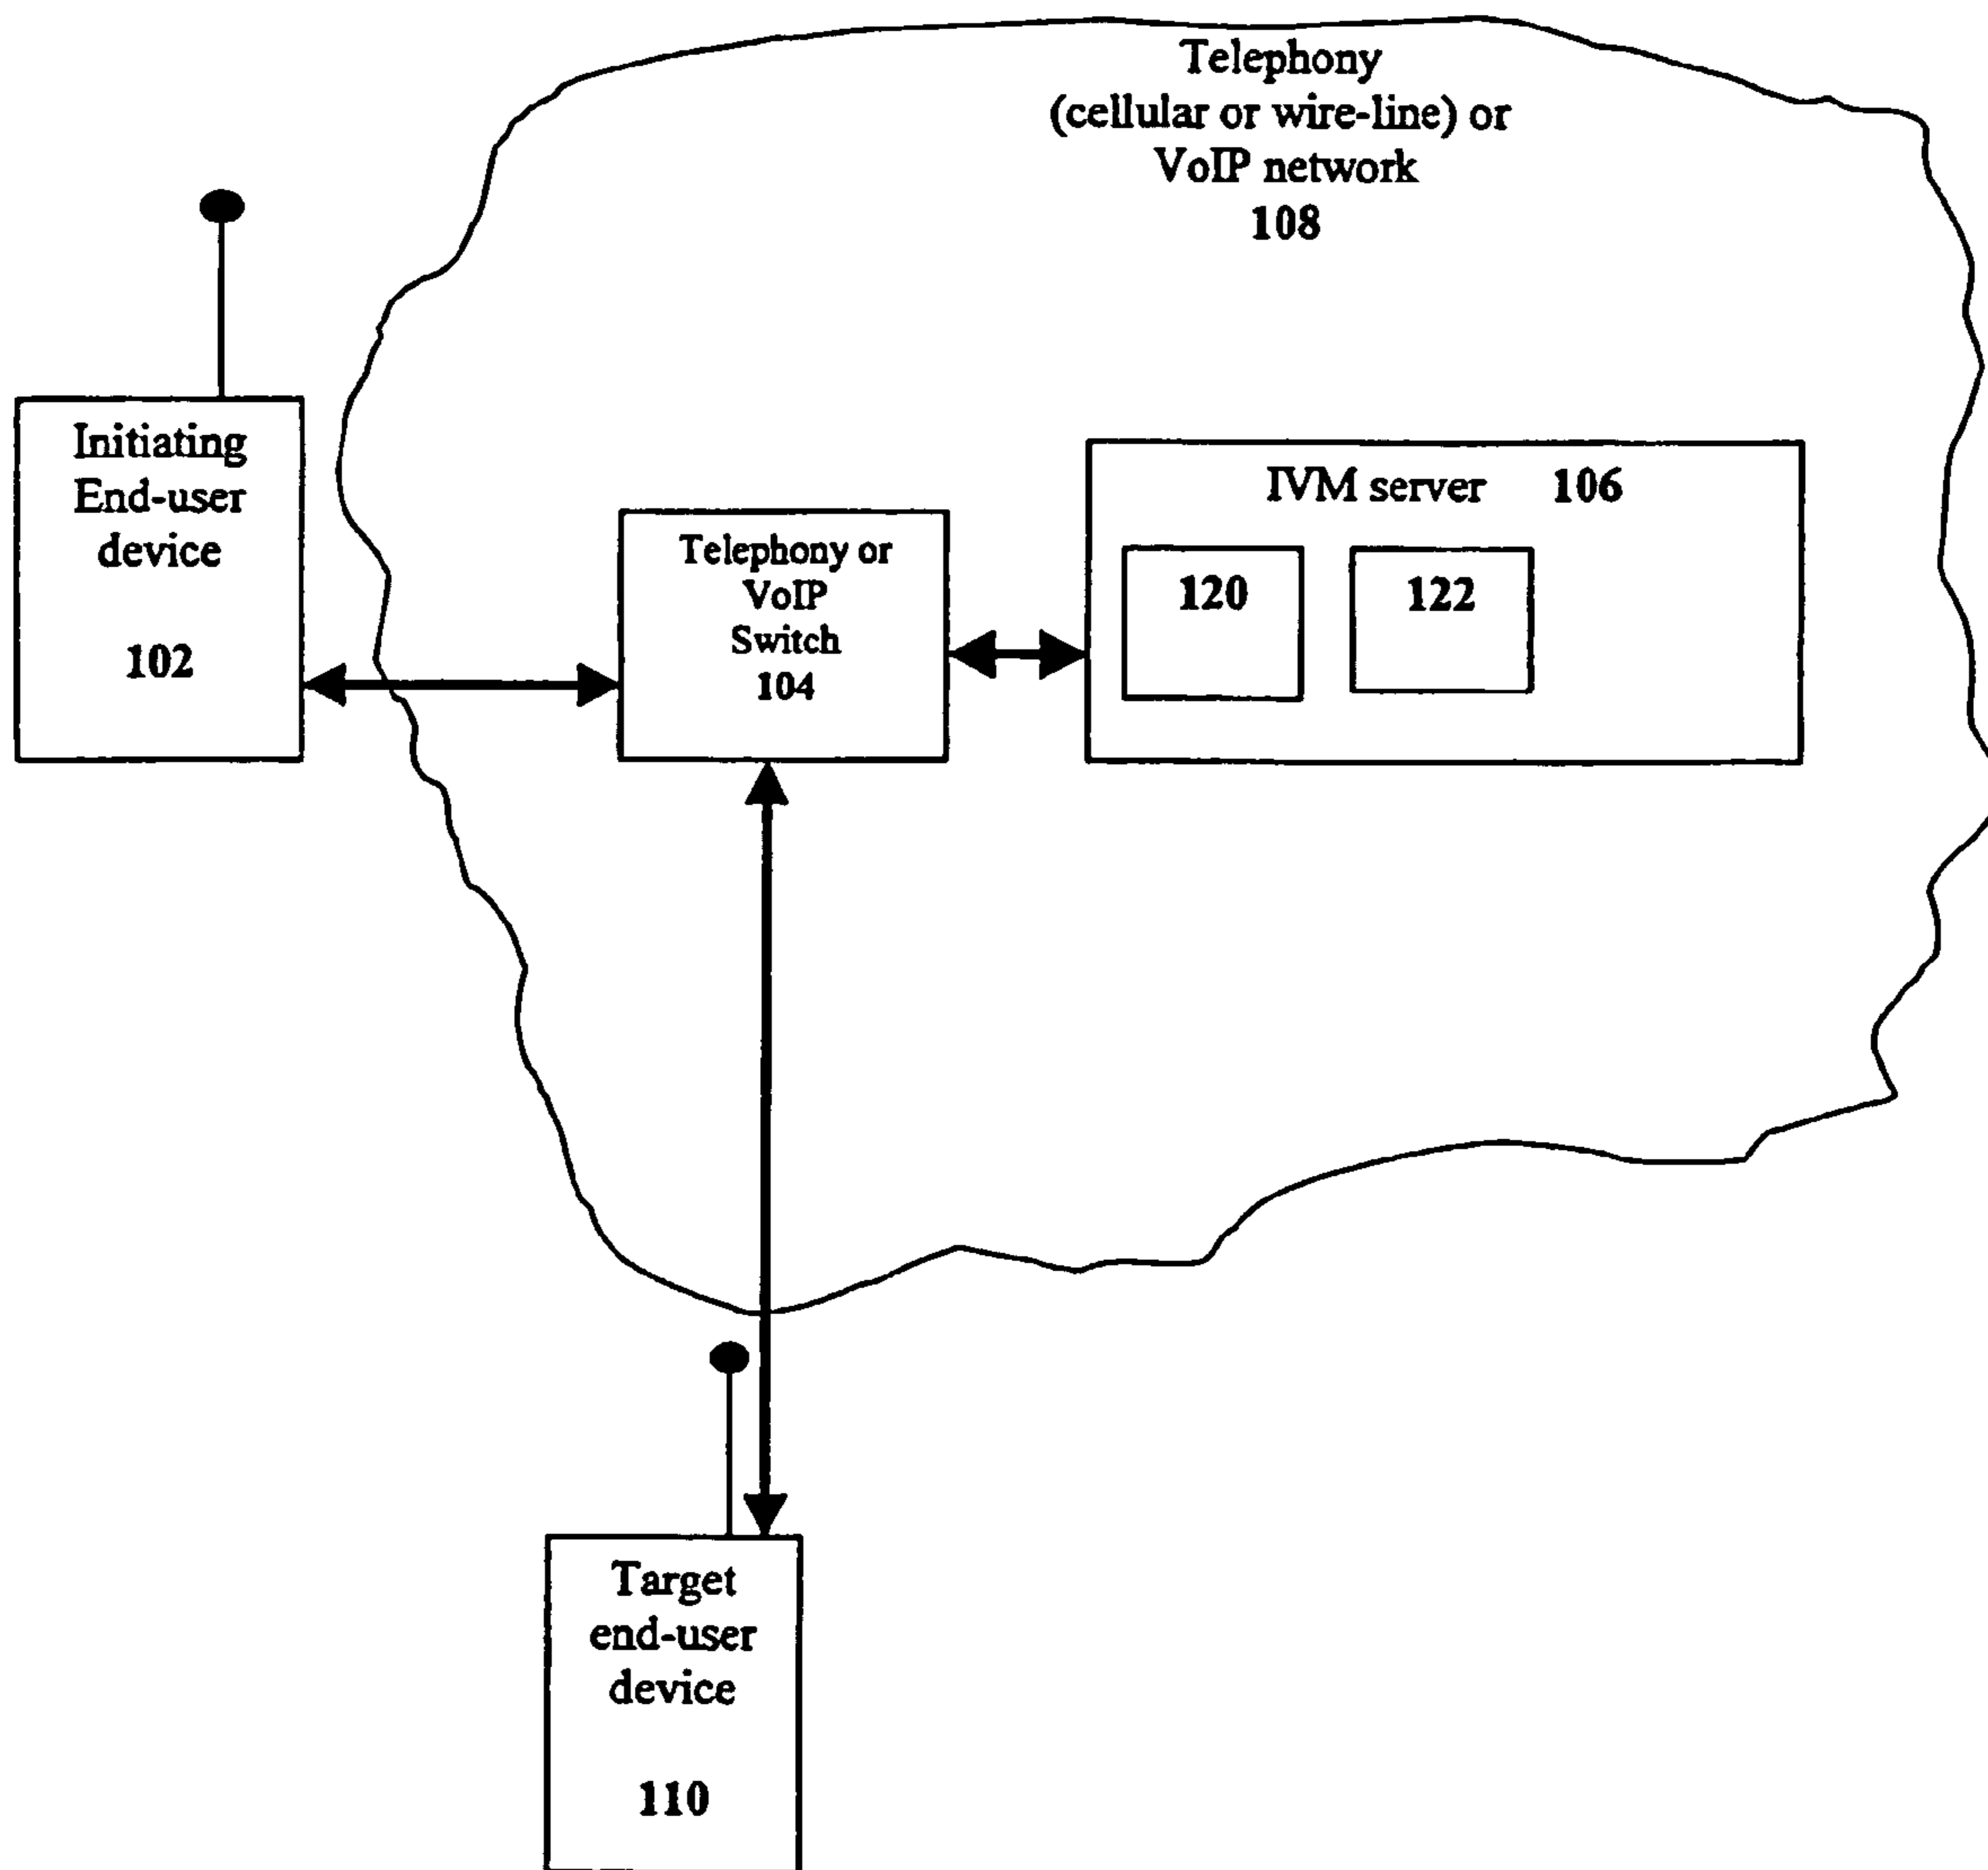 Telephony
(cellular or wire-line) or
VoIP network
108
Initiating
End-user
device
102
Telephony or
VoIP
Switch
104
IVM server 106
120
122
Target
end-user
device
110